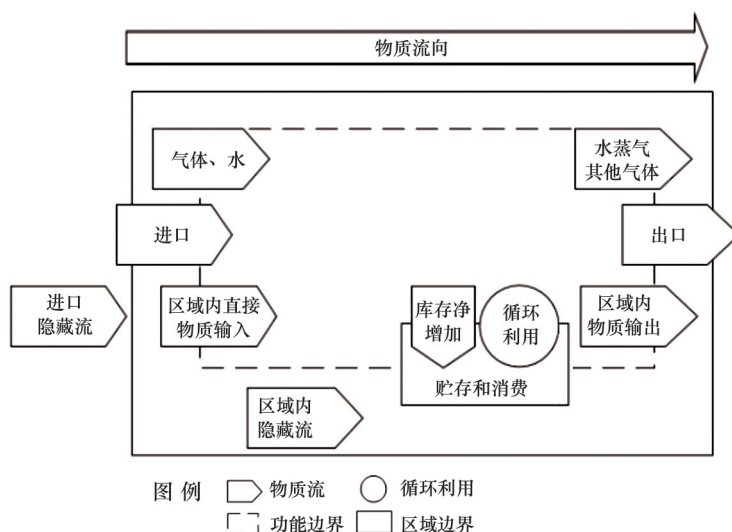 物质流向
气体、水
水蒸气
其他气体
进口
出口
进口
隐藏流
区域内直接
物质输入
库存净
增加
循环
利用
区域内
物质输出
贮存和消费
区域内
隐藏流
图 例
物质流
循环利用
功能边界
区域边界